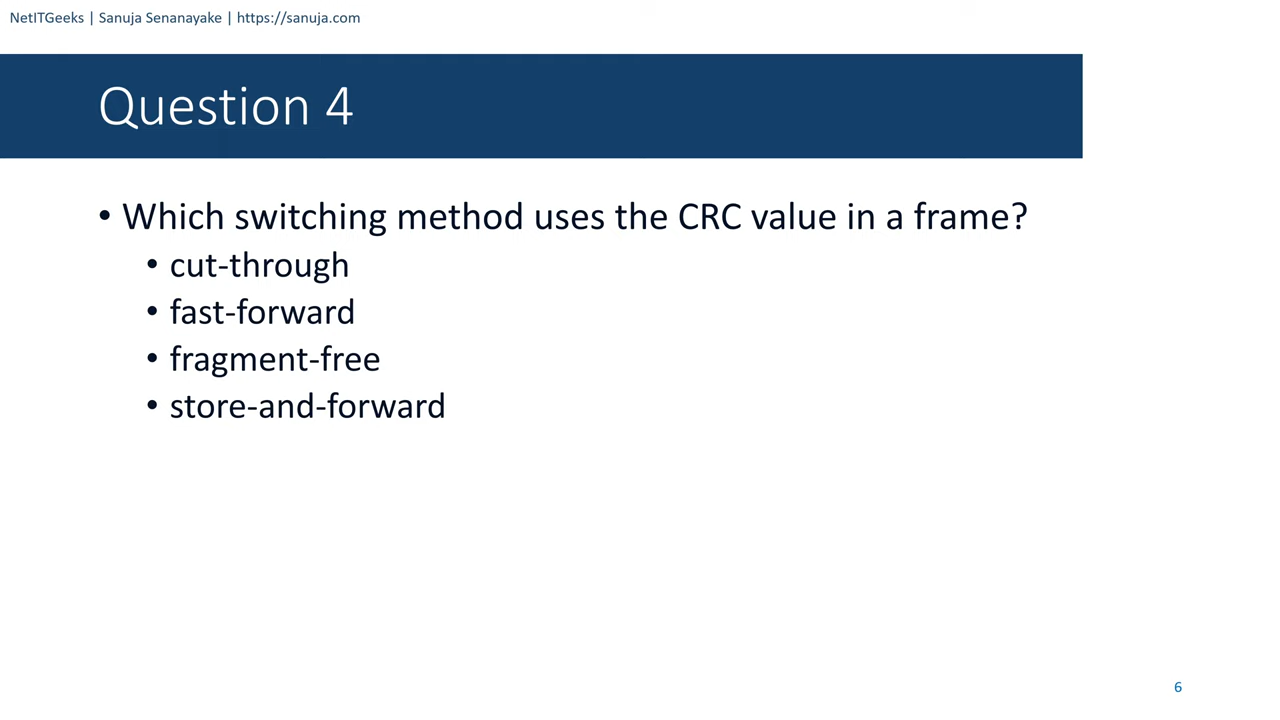 NetITGeeks | Sanuja Senanayake | https://sanuja.com
Question 4
• Which switching method uses the CRC value in a frame?
• cut-through
• fast-forward
• fragment-free
• store-and-forward
6